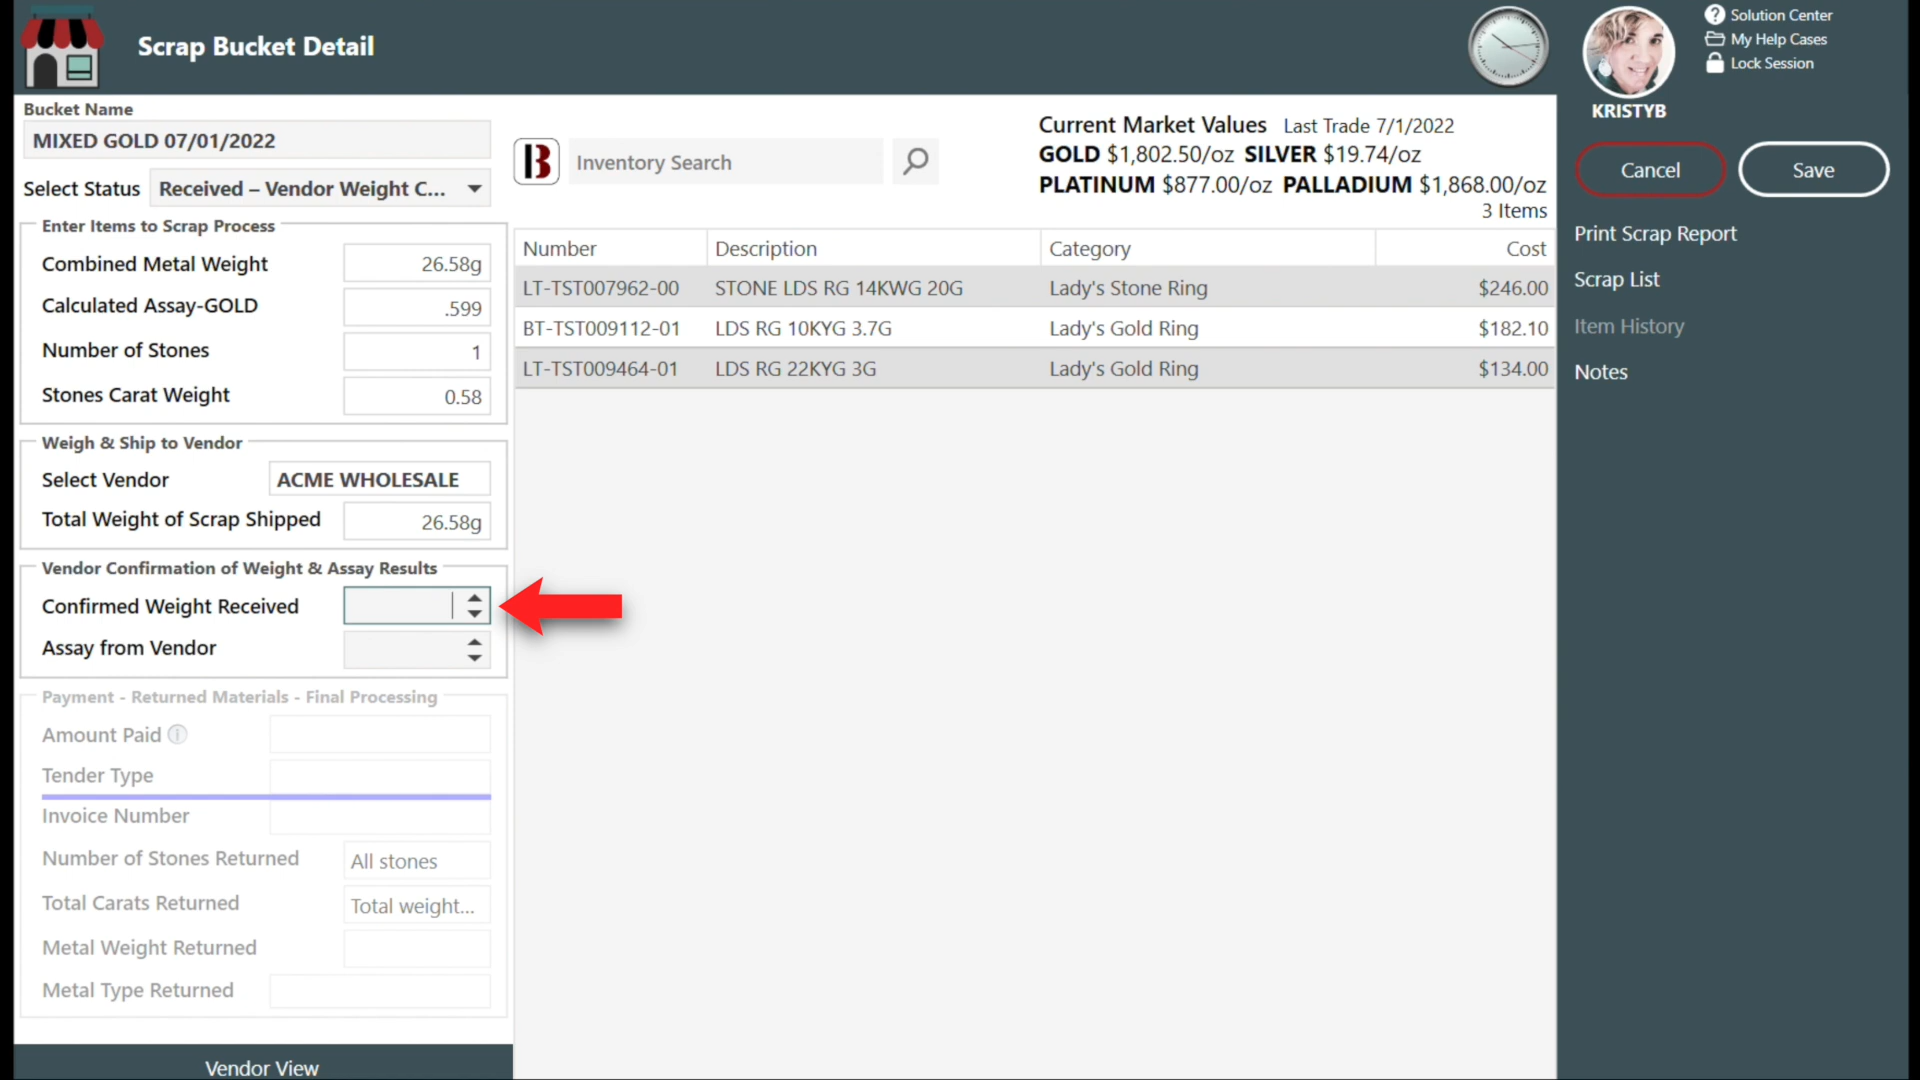 Scrap Bucket Detail
Solution Center
My Help Cases
Lock Session
KRISTYB
Cancel
Save
Print Scrap Report
Scrap List
Item History
Notes
Bucket Name
MIXED GOLD 07/01/2022
Select Status Received – Vendor Weight C...
Enter Items to Scrap Process
Combined Metal Weight 26.58g
Calculated Assay-GOLD .599
Number of Stones 1
Stones Carat Weight 0.58
Weigh & Ship to Vendor
Select Vendor ACME WHOLESALE
Total Weight of Scrap Shipped 26.58g
Vendor Confirmation of Weight & Assay Results
Confirmed Weight Received
Assay from Vendor
Payment - Returned Materials - Final Processing
Amount Paid
Tender Type
Invoice Number
Number of Stones Returned All stones
Total Carats Returned Total weight...
Metal Weight Returned
Metal Type Returned
Vendor View
B Inventory Search
Current Market Values Last Trade 7/1/2022
GOLD $1,802.50/oz SILVER $19.74/oz
PLATINUM $877.00/oz PALLADIUM $1,868.00/oz
3 Items
Number Description Category Cost
LT-TST007962-00 STONE LDS RG 14KWG 20G Lady's Stone Ring $246.00
BT-TST009112-01 LDS RG 10KYG 3.7G Lady's Gold Ring $182.10
LT-TST009464-01 LDS RG 22KYG 3G Lady's Gold Ring $134.00